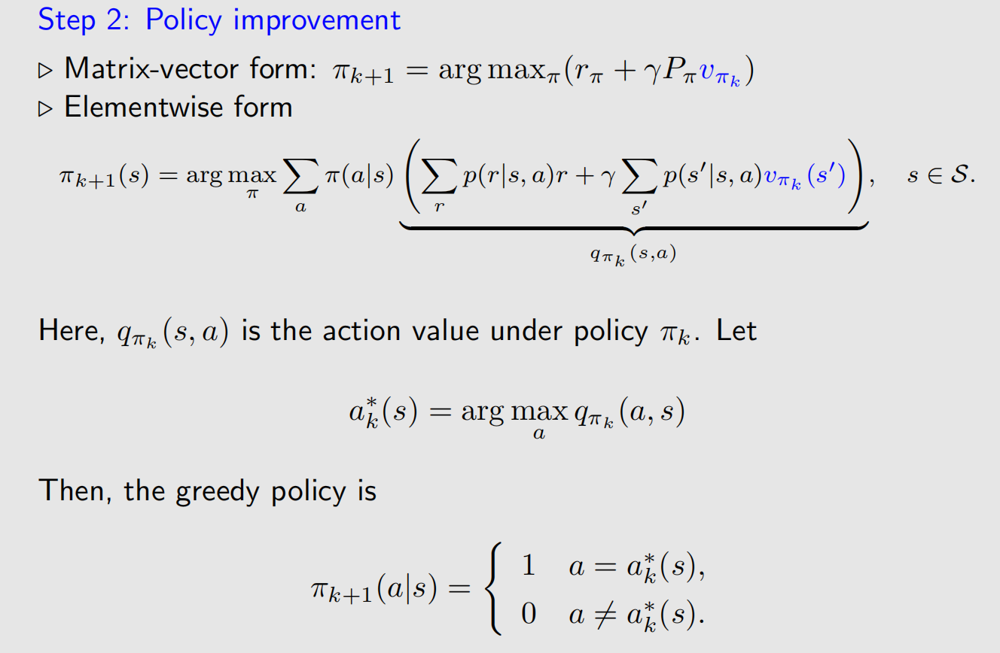 Step 2: Policy improvement
▷ Matrix-vector form: $\pi_{k+1} = \arg\max_{\pi}(r_{\pi} + \gamma P_{\pi} v_{\pi_k})$
▷ Elementwise form
$\pi_{k+1}(s) = \arg\max_{\pi} \sum_{a} \pi(a|s) \underbrace{\left( \sum_{r} p(r|s,a)r + \gamma \sum_{s'} p(s'|s,a) v_{\pi_k}(s') \right)}_{q_{\pi_k}(s,a)}, \quad s \in \mathcal{S}.$
Here, $q_{\pi_k}(s,a)$ is the action value under policy $\pi_k$. Let
$a_k^*(s) = \arg\max_{a} q_{\pi_k}(a,s)$
Then, the greedy policy is
$\pi_{k+1}(a|s) = \begin{cases} 1 & a = a_k^*(s), \\ 0 & a \neq a_k^*(s). \end{cases}$